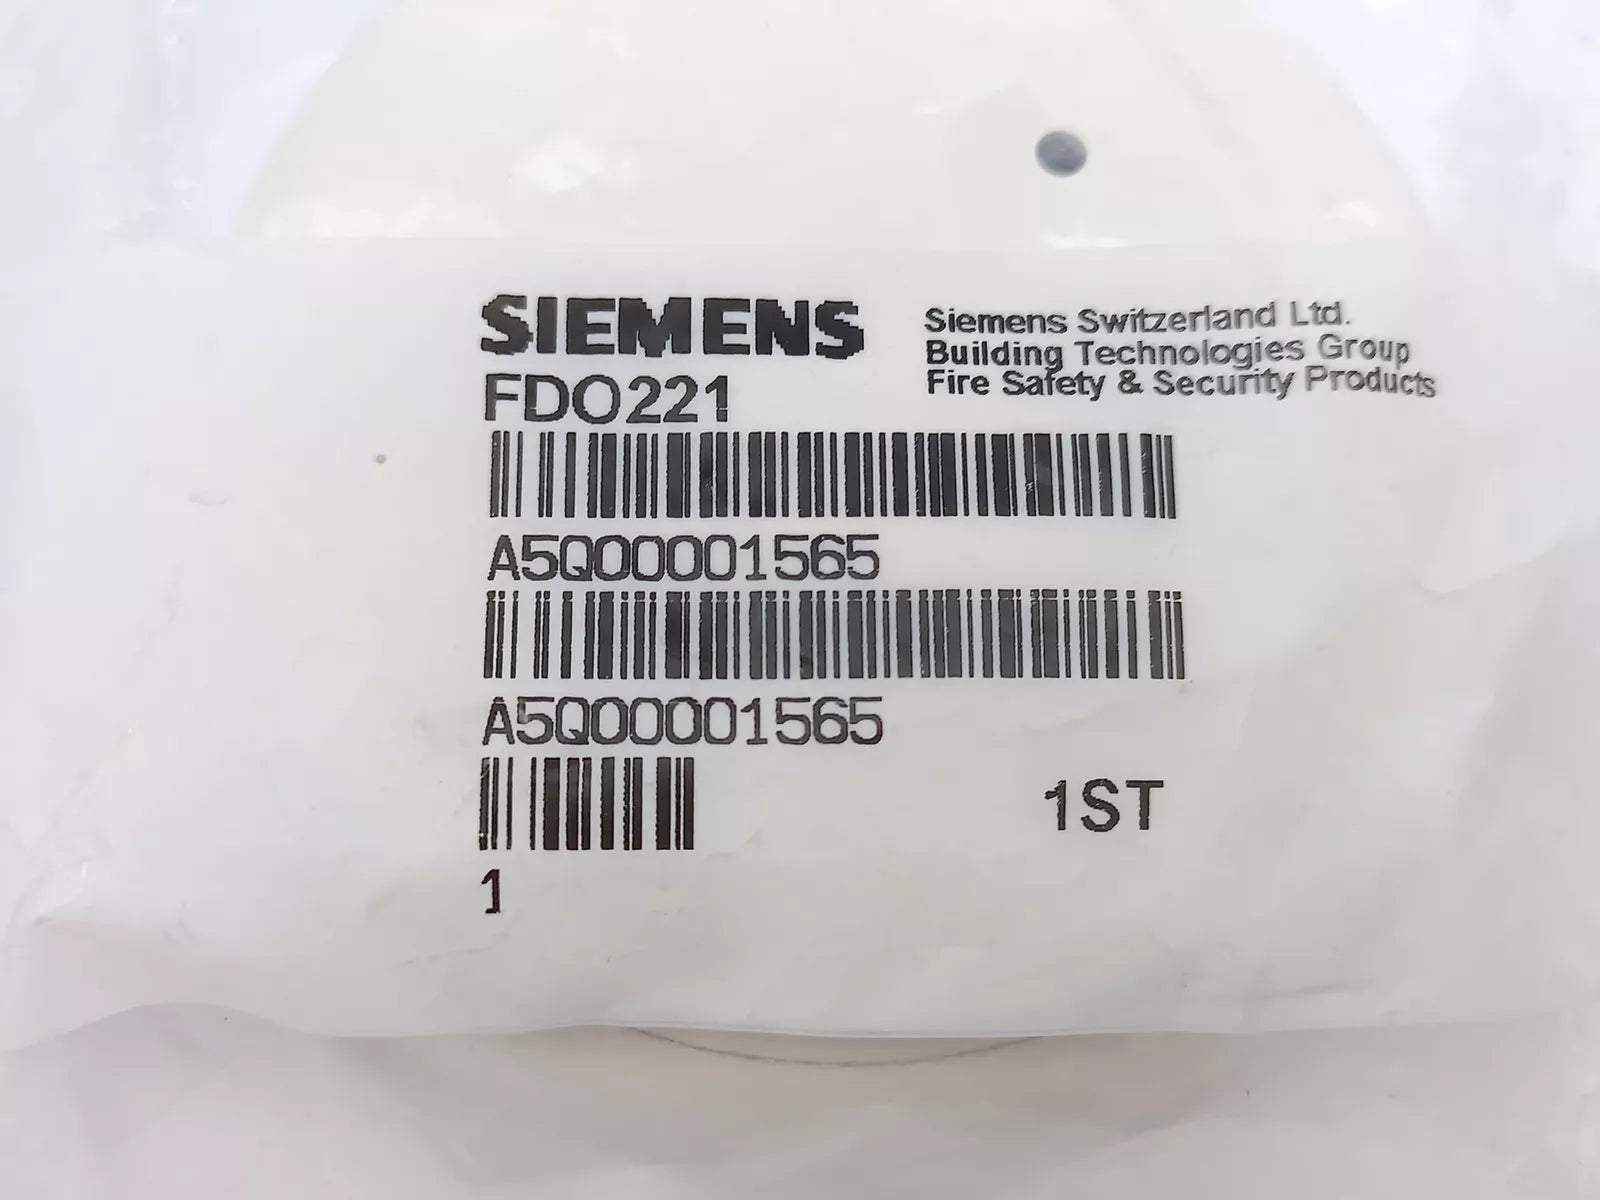 SIEMENS
Siemens Switzerland Ltd.
Building Technologies Group
Fire Safety & Security Products
FDO221
A5Q00001565
A5Q00001565
1ST
1